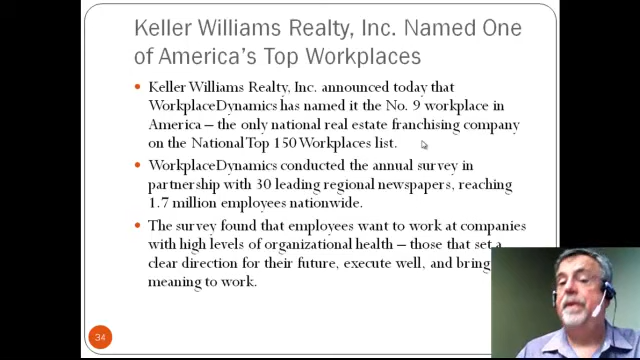 Keller Williams Realty, Inc. Named One
of America's Top Workplaces
Keller Williams Realty, Inc. announced today that
WorkplaceDynamics has named it the No. 9 workplace in
America – the only national real estate franchising company
on the National Top 150 Workplaces list.
WorkplaceDynamics conducted the annual survey in
partnership with 30 leading regional newspapers, reaching
1.7 million employees nationwide.
The survey found that employees want to work at companies
with high levels of organizational health – those that set a
clear direction for their future, execute well, and bring
meaning to work.
34